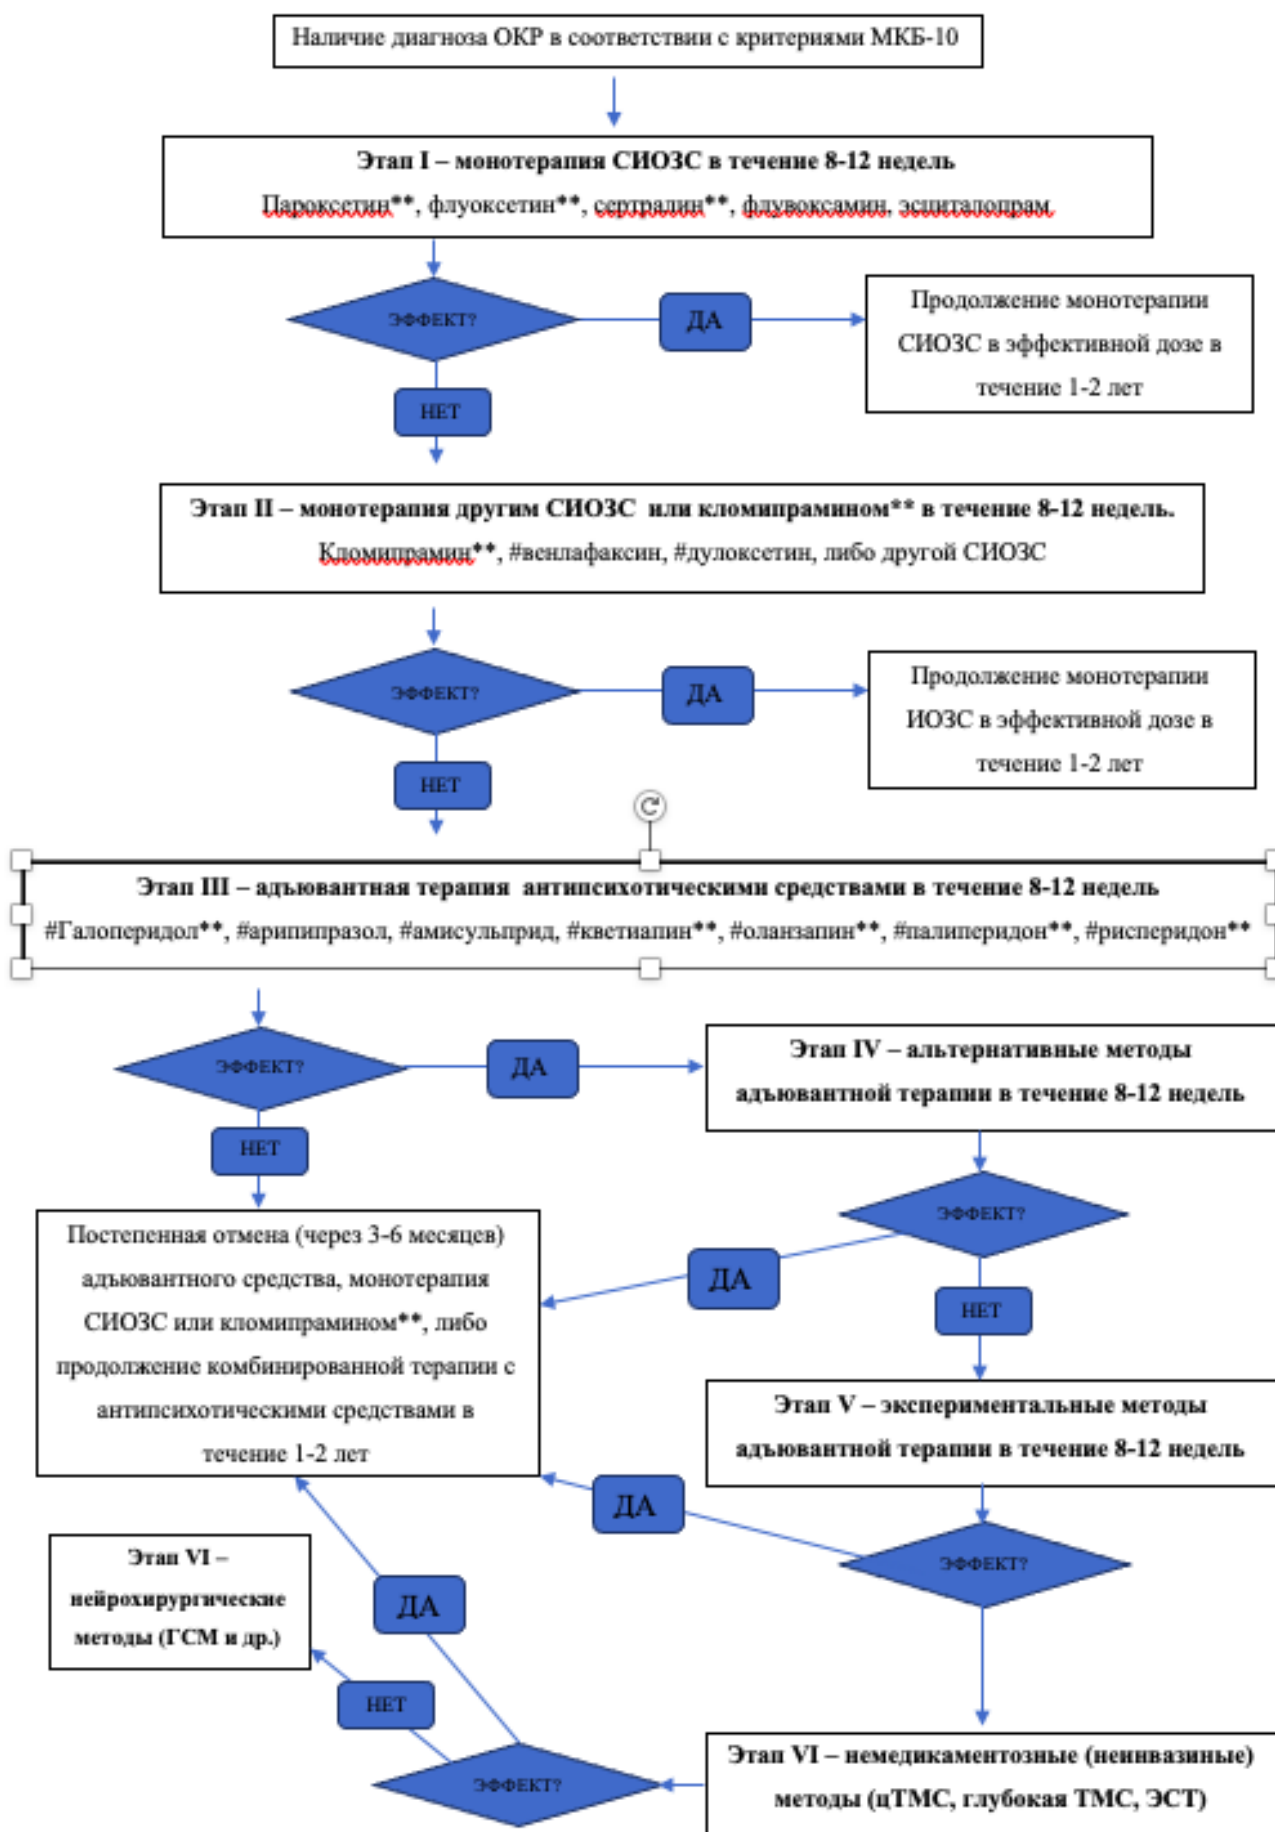 Наличие диагноза ОКР в соответствии с критериями МКБ-10
Этап I – монотерапия СИОЗС в течение 8-12 недель
Пароксетин**, флуоксетин**, сертралин**, флувоксамин, эсциталопрам
ЭФФЕКТ?
ДА
Продолжение монотерапии
СИОЗС в эффективной дозе в
течение 1-2 лет
НЕТ
Этап II – монотерапия другим СИОЗС или кломипрамином** в течение 8-12 недель.
Кломипрамин**, #венлафаксин, #дулоксетин, либо другой СИОЗС
ЭФФЕКТ?
ДА
Продолжение монотерапии
ИОЗС в эффективной дозе в
течение 1-2 лет
НЕТ
Этап III – адъювантная терапия антипсихотическими средствами в течение 8-12 недель
#Галоперидол**, #арипипразол, #амисульприд, #кветиапин**, #оланзапин**, #палиперидон**, #рисперидон**
ЭФФЕКТ?
ДА
Этап IV – альтернативные методы
адъювантной терапии в течение 8-12 недель
НЕТ
ЭФФЕКТ?
Постепенная отмена (через 3-6 месяцев)
адъювантного средства, монотерапия
СИОЗС или кломипрамином**, либо
продолжение комбинированной терапии с
антипсихотическими средствами в
течение 1-2 лет
ДА
НЕТ
Этап V – экспериментальные методы
адъювантной терапии в течение 8-12 недель
ДА
ЭФФЕКТ?
Этап VI –
нейрохирургические
методы (ГСМ и др.)
ДА
НЕТ
ЭФФЕКТ?
Этап VI – немедикаментозные (неинвазиные)
методы (цТМС, глубокая ТМС, ЭСТ)